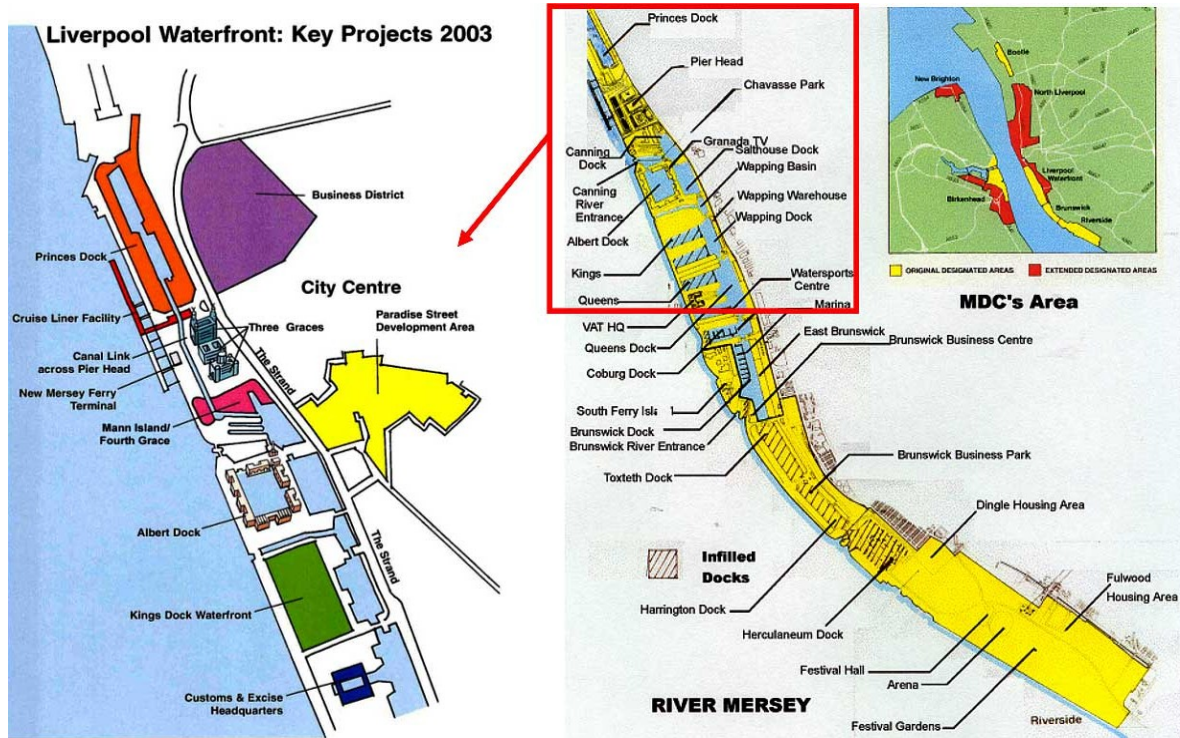 Liverpool Waterfront: Key Projects 2003
Business District
Princes Dock
City Centre
Cruise Liner Facility
Three Graces
Paradise Street
Development Area
Canal Link
across Pier Head
The Strand
New Mersey Ferry
Terminal
Mann Island/
Fourth Grace
Albert Dock
The Strand
Kings Dock Waterfront
Customs & Excise
Headquarters
Princes Dock
Pier Head
Chavasse Park
Granada TV
Canning
Dock
Salthouse Dock
Wapping Basin
Canning
River
Entrance
Wapping Warehouse
Wapping Dock
Albert Dock
Kings
Watersports
Centre
Queens
Marina
VAT HQ
East Brunswick
Queens Dock
Brunswick Business Centre
Coburg Dock
South Ferry
Brunswick Dock
Brunswick River Entrance
Toxteth Dock
Brunswick Business Park
Dingle Housing Area
Infilled
Docks
Fulwood
Housing Area
Harrington Dock
Herculaneum Dock
Festival Hall
Arena
RIVER MERSEY
Festival Gardens
Riverside
Bootle
New Brighton
North Liverpool
Liverpool
Waterfront
Birkenhead
Brunswick
Riverside
ORIGINAL DESIGNATED AREAS
EXTENDED DESIGNATED AREAS
MDC's Area